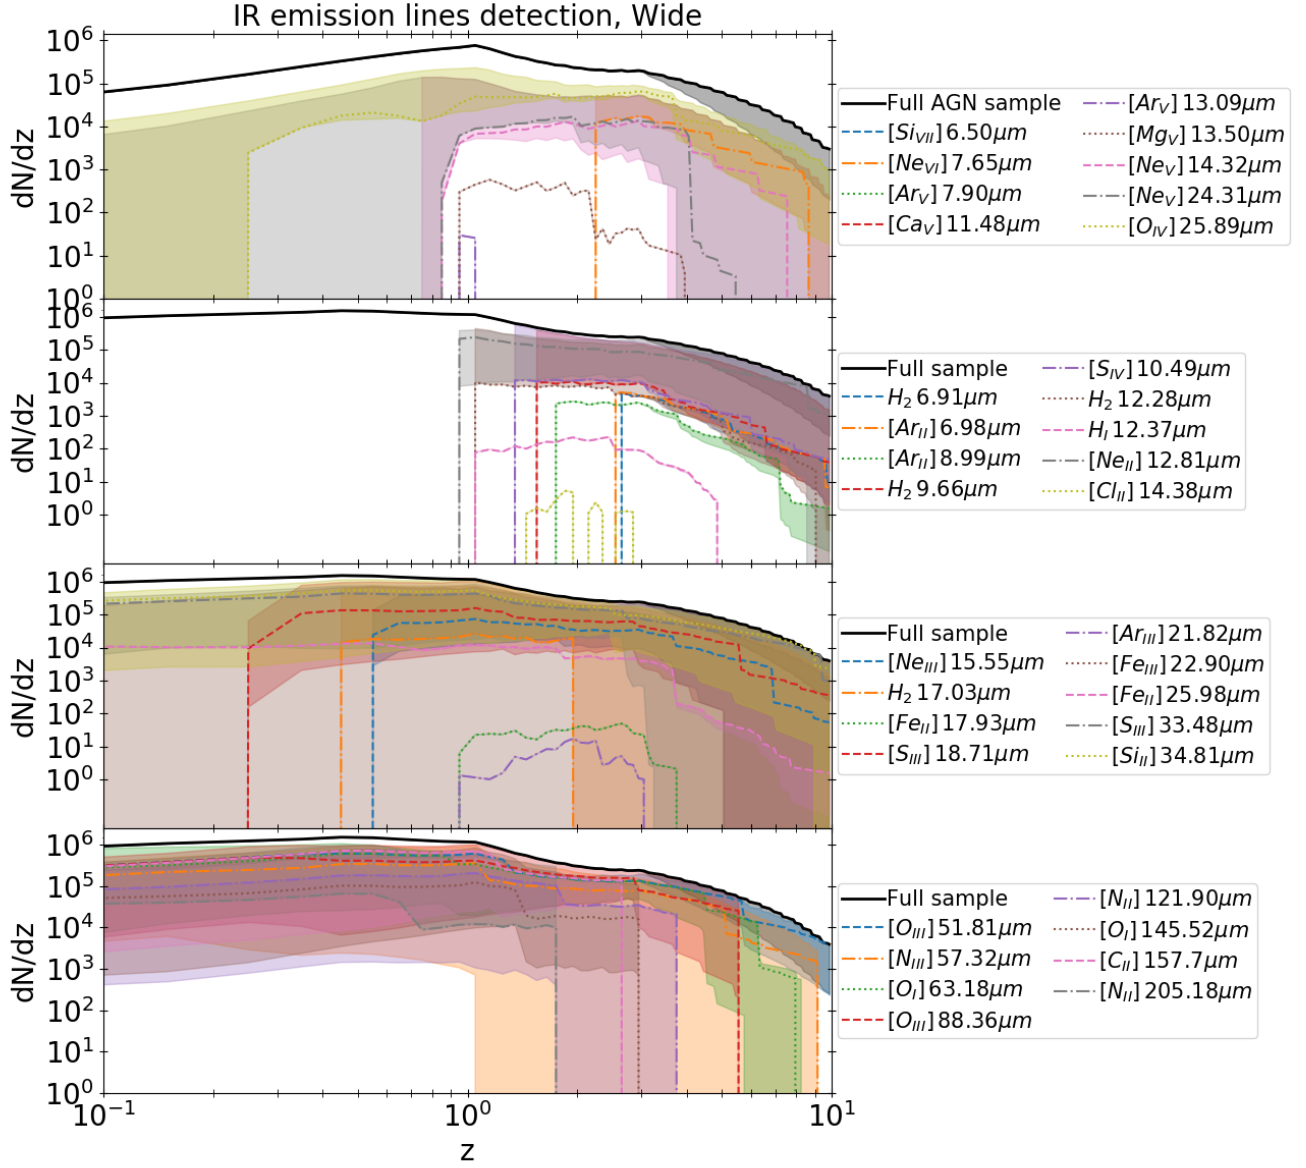 IR emission lines detection, Wide
10^6
10^5
10^4
10^3
10^2
10^1
10^0
dN/dz
Full AGN sample
[Si_VII] 6.50μm
[Ne_VI] 7.65μm
[Ar_V] 7.90μm
[Ca_V] 11.48μm
[Ar_V] 13.09μm
[Mg_V] 13.50μm
[Ne_V] 14.32μm
[Ne_V] 24.31μm
[O_IV] 25.89μm
10^6
10^5
10^4
10^3
10^2
10^1
10^0
dN/dz
Full sample
H_2 6.91μm
[Ar_II] 6.98μm
[Ar_II] 8.99μm
H_2 9.66μm
[S_IV] 10.49μm
H_2 12.28μm
H_I 12.37μm
[Ne_II] 12.81μm
[Cl_II] 14.38μm
10^6
10^5
10^4
10^3
10^2
10^1
10^0
dN/dz
Full sample
[Ne_III] 15.55μm
H_2 17.03μm
[Fe_II] 17.93μm
[S_III] 18.71μm
[Ar_III] 21.82μm
[Fe_III] 22.90μm
[Fe_II] 25.98μm
[S_III] 33.48μm
[Si_II] 34.81μm
10^6
10^5
10^4
10^3
10^2
10^1
10^0
dN/dz
Full sample
[O_III] 51.81μm
[N_III] 57.32μm
[O_I] 63.18μm
[O_III] 88.36μm
[N_II] 121.90μm
[O_I] 145.52μm
[C_II] 157.7μm
[N_II] 205.18μm
10^−1
10^0
10^1
z